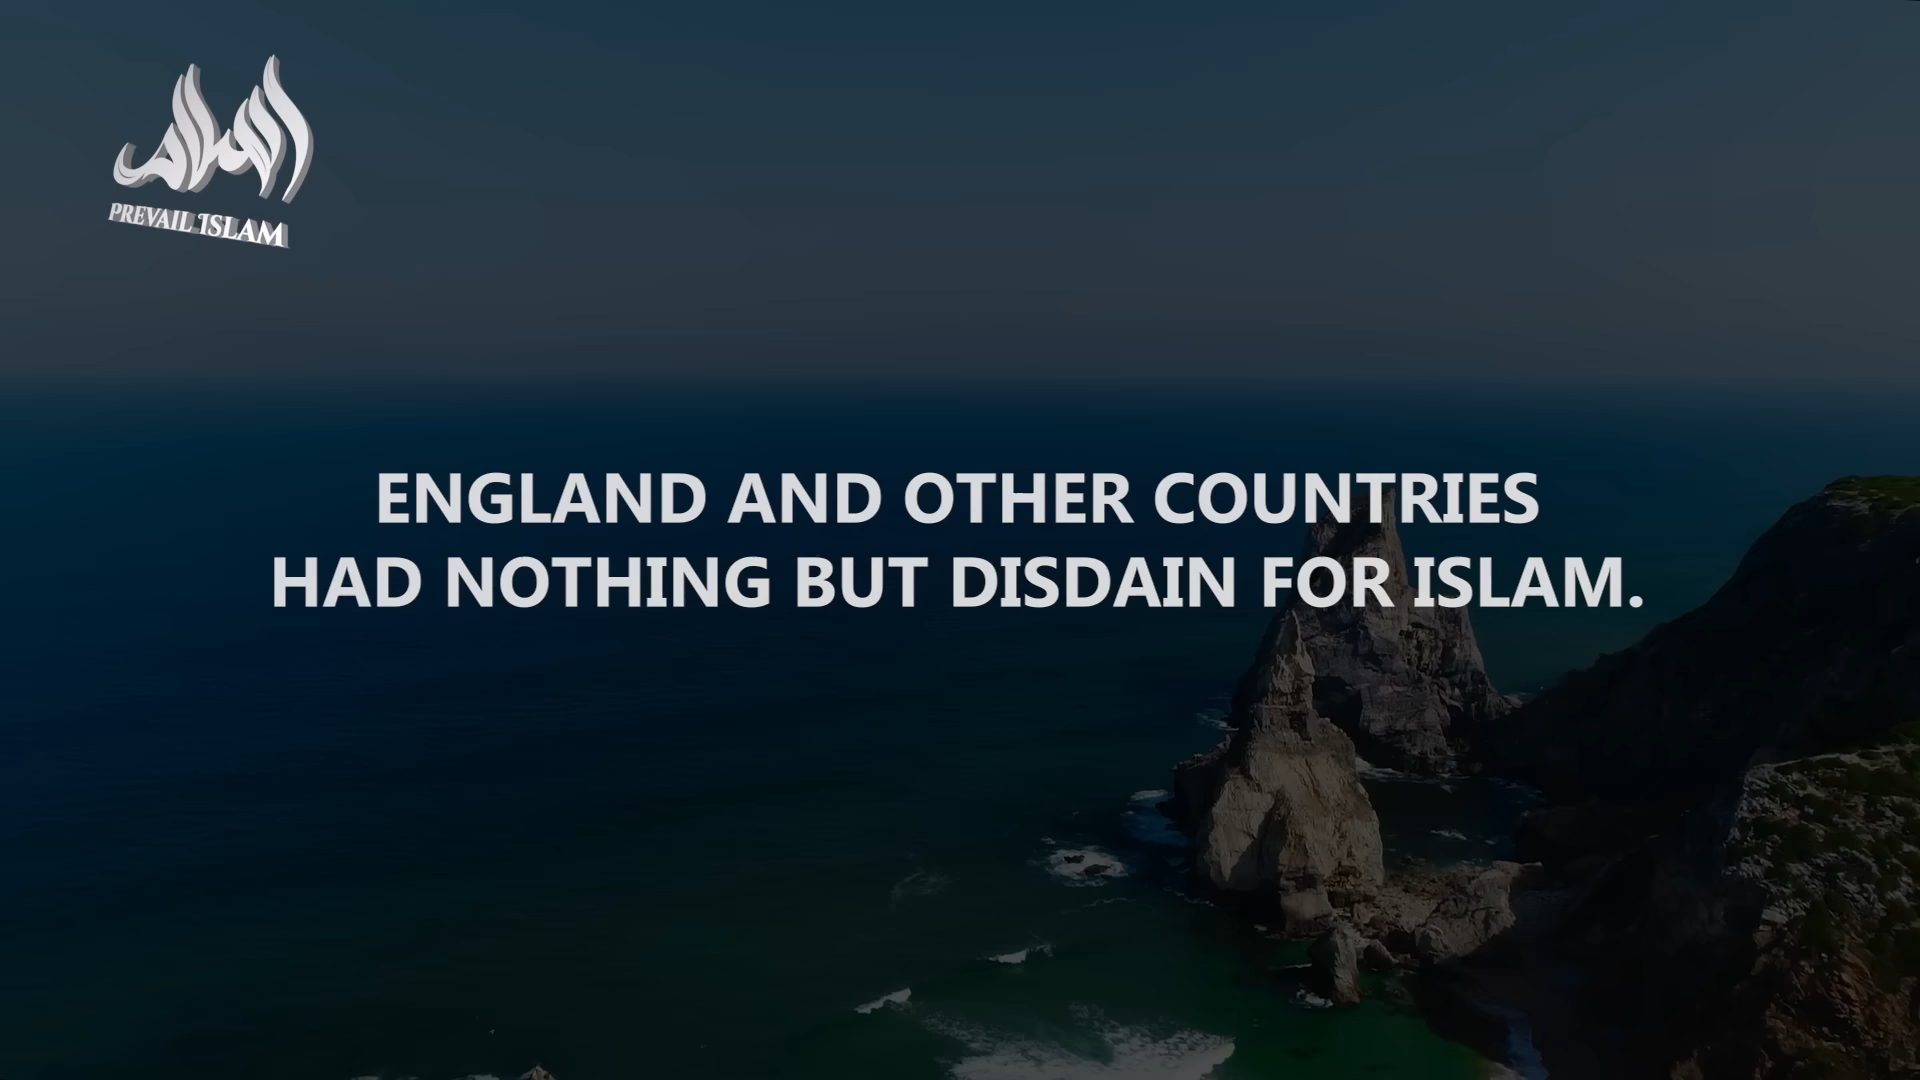 PREVAIL ISLAM
ENGLAND AND OTHER COUNTRIES
HAD NOTHING BUT DISDAIN FOR ISLAM.